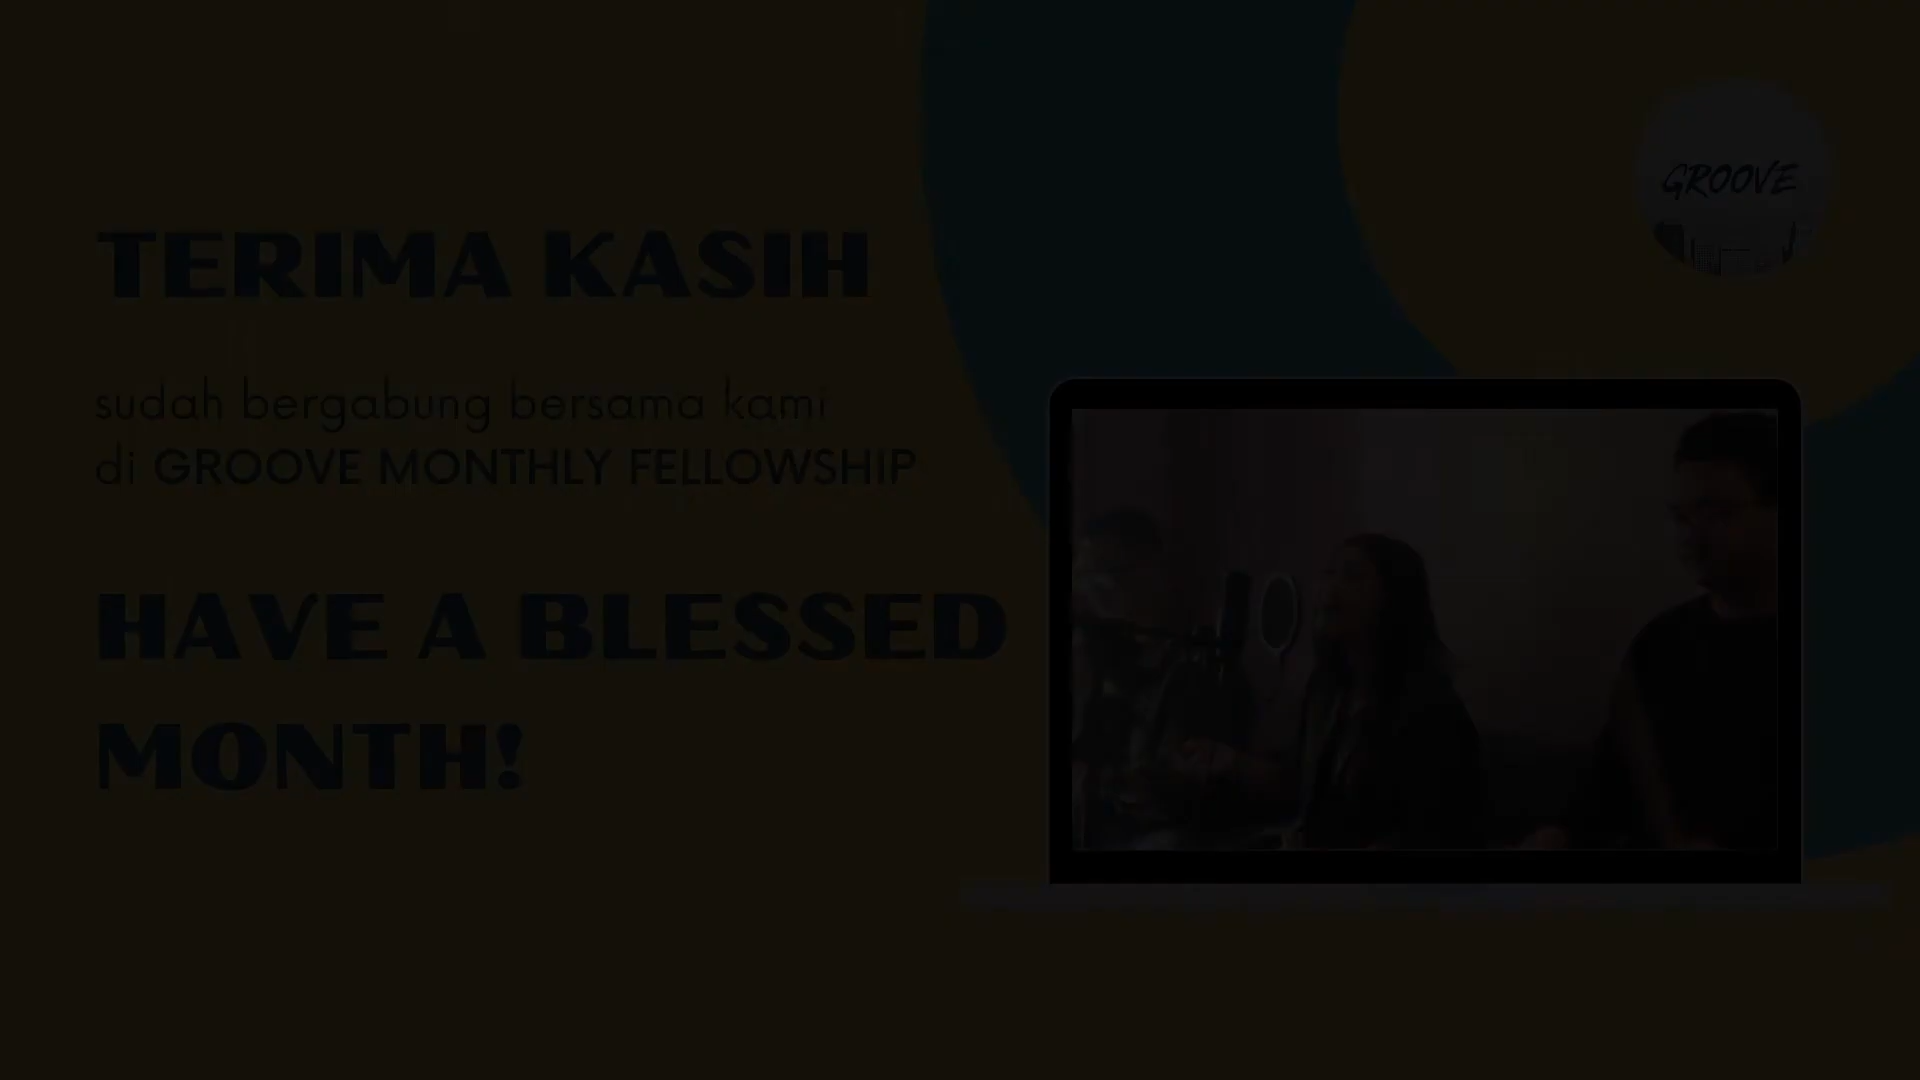 GROOVE
TERIMA KASIH
sudah bergabung bersama kami
di GROOVE MONTHLY FELLOWSHIP
HAVE A BLESSED
MONTH!